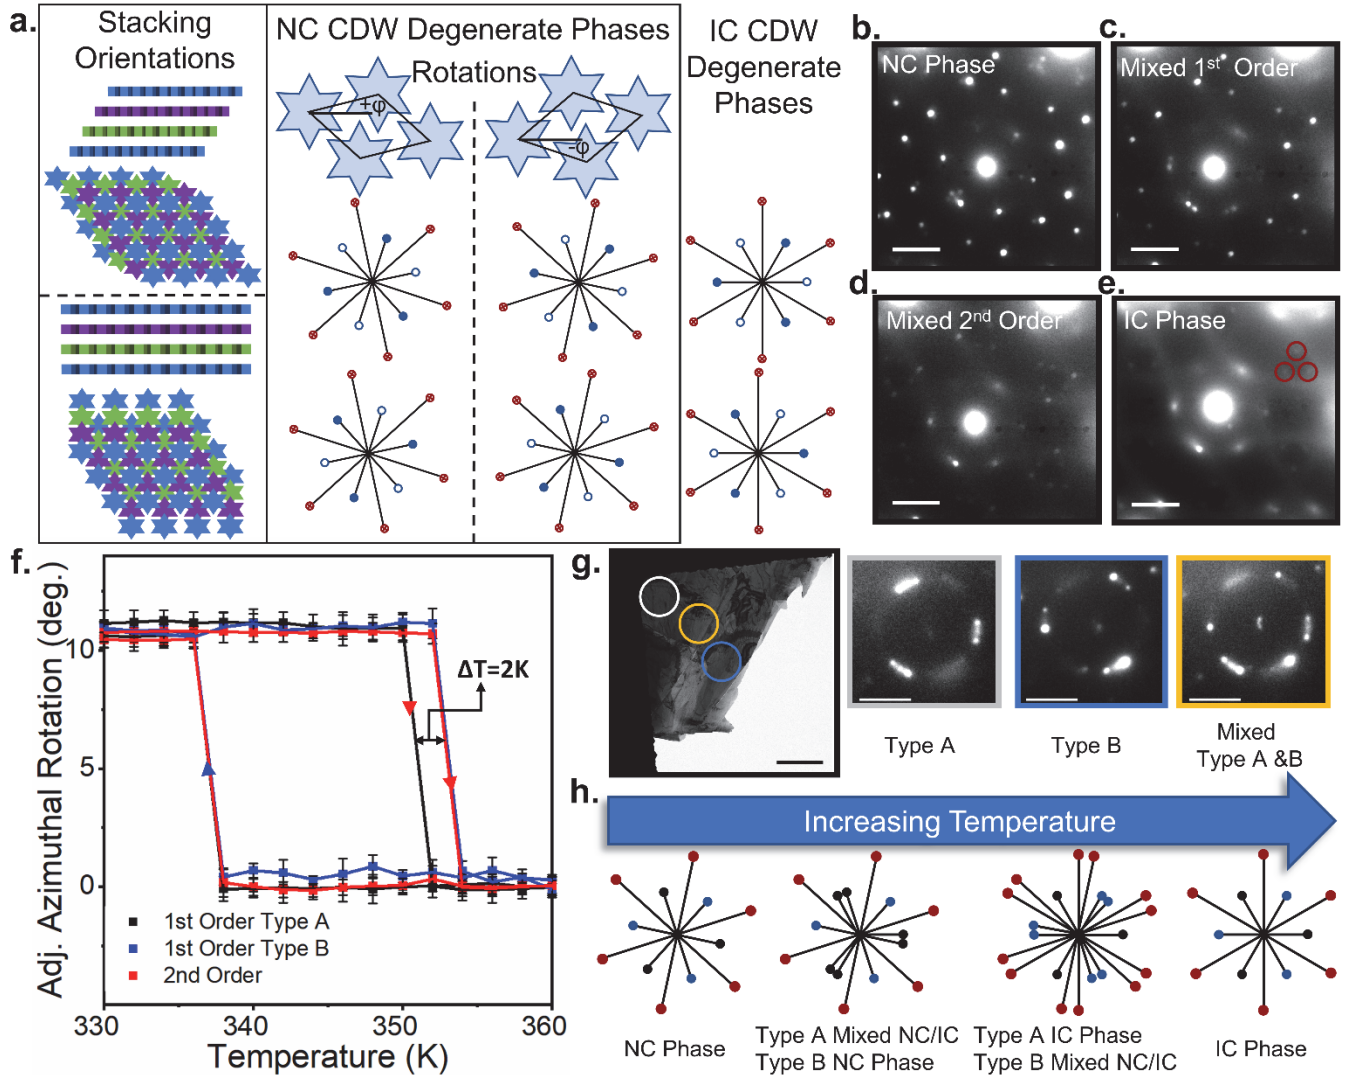 a.
Stacking
Orientations
NC CDW Degenerate Phases
Rotations
+φ
-φ
IC CDW
Degenerate
Phases
b.
NC Phase
c.
Mixed 1st Order
d.
Mixed 2nd Order
e.
IC Phase
f.
Adj. Azimuthal Rotation (deg.)
10
5
0
ΔT=2K
1st Order Type A
1st Order Type B
2nd Order
330
340
350
360
Temperature (K)
g.
Type A
Type B
Mixed
Type A &B
h.
Increasing Temperature
NC Phase
Type A Mixed NC/IC
Type B NC Phase
Type A IC Phase
Type B Mixed NC/IC
IC Phase